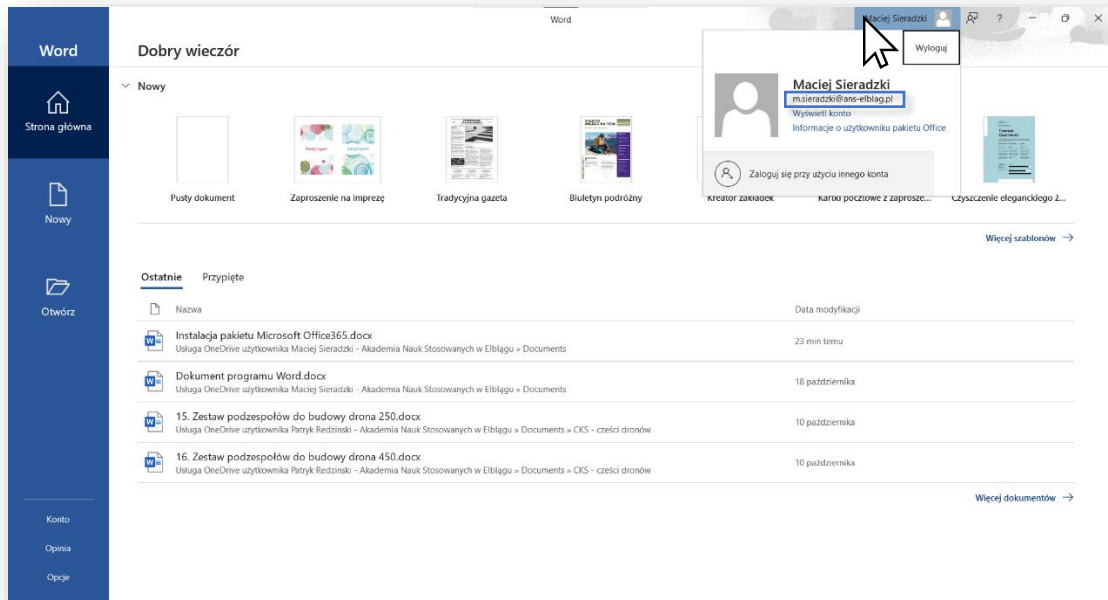 Word
Maciej Sieradzki
?
Word
Dobry wieczór
Wyloguj
Maciej Sieradzki
m.sieradzki@ans-elblag.pl
Wyświetl konto
Informacje o użytkowniku pakietu Office
Zaloguj się przy użyciu innego konta
Strona główna
Nowy
Otwórz
Konto
Opinia
Opcje
Nowy
Pusty dokument
Zaproszenie na imprezę
Tradycyjna gazeta
Biuletyn podróżny
Kreator zakładek
Kartki pocztowe z zaprosze...
Czyszczenie eleganckiego ż...
Więcej szablonów
Ostatnie Przypięte
Nazwa Data modyfikacji
Instalacja pakietu Microsoft Office365.docx
Usługa OneDrive użytkownika Maciej Sieradzki - Akademia Nauk Stosowanych w Elblągu » Documents
23 min temu
Dokument programu Word.docx
Usługa OneDrive użytkownika Maciej Sieradzki - Akademia Nauk Stosowanych w Elblągu » Documents
18 października
15. Zestaw podzespołów do budowy drona 250.docx
Usługa OneDrive użytkownika Patryk Redzinski - Akademia Nauk Stosowanych w Elblągu » Documents » CKS - cześci dronów
10 października
16. Zestaw podzespołów do budowy drona 450.docx
Usługa OneDrive użytkownika Patryk Redzinski - Akademia Nauk Stosowanych w Elblągu » Documents » CKS - cześci dronów
10 października
Więcej dokumentów